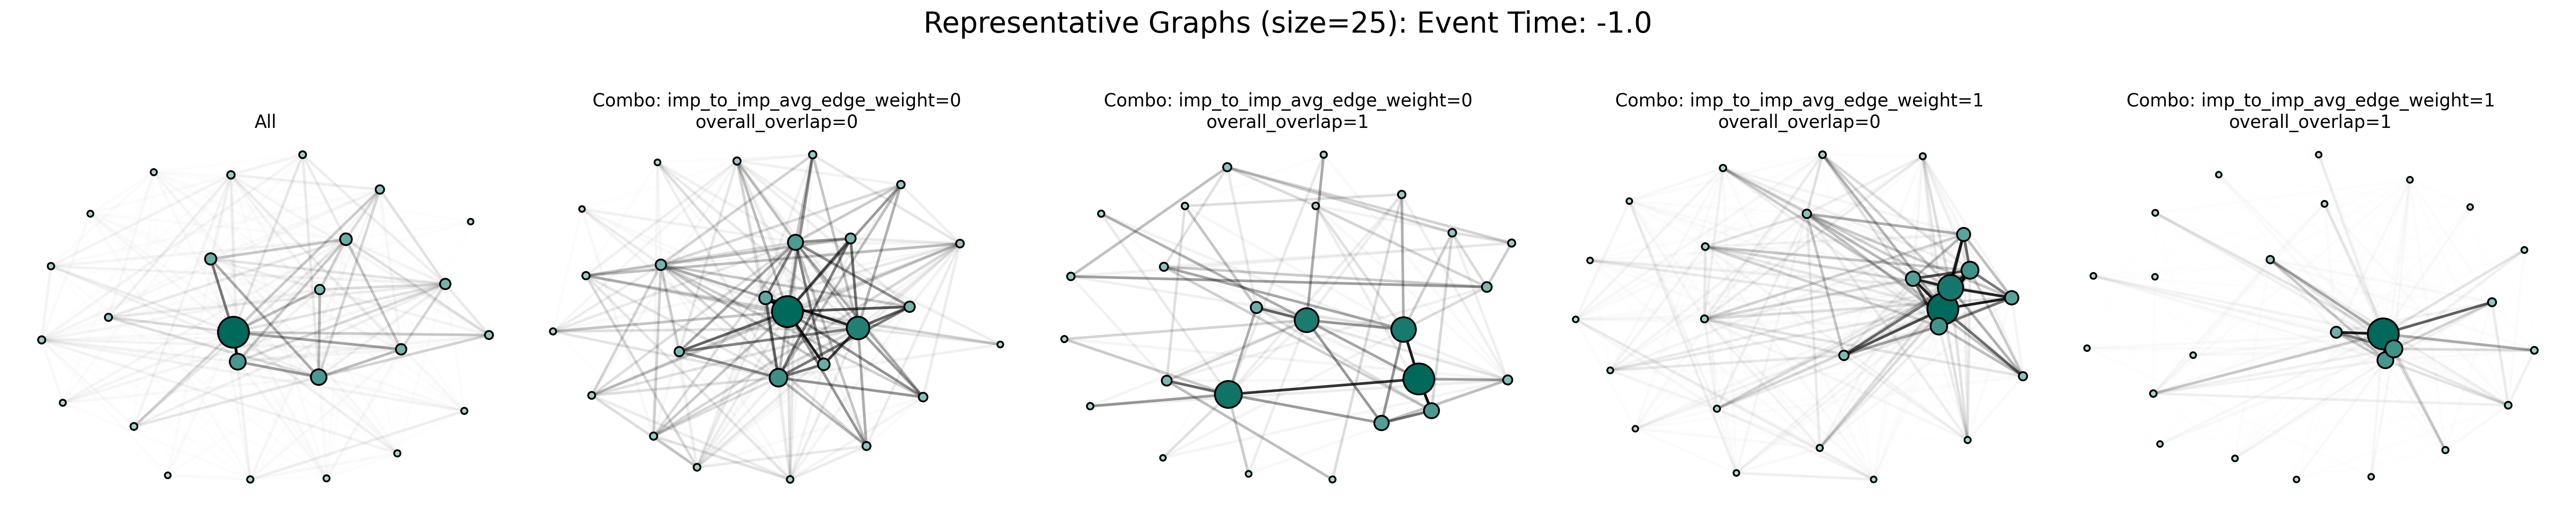 Representative Graphs (size=25): Event Time: -1.0
All
Combo: imp_to_imp_avg_edge_weight=0
overall_overlap=0
Combo: imp_to_imp_avg_edge_weight=0
overall_overlap=1
Combo: imp_to_imp_avg_edge_weight=1
overall_overlap=0
Combo: imp_to_imp_avg_edge_weight=1
overall_overlap=1